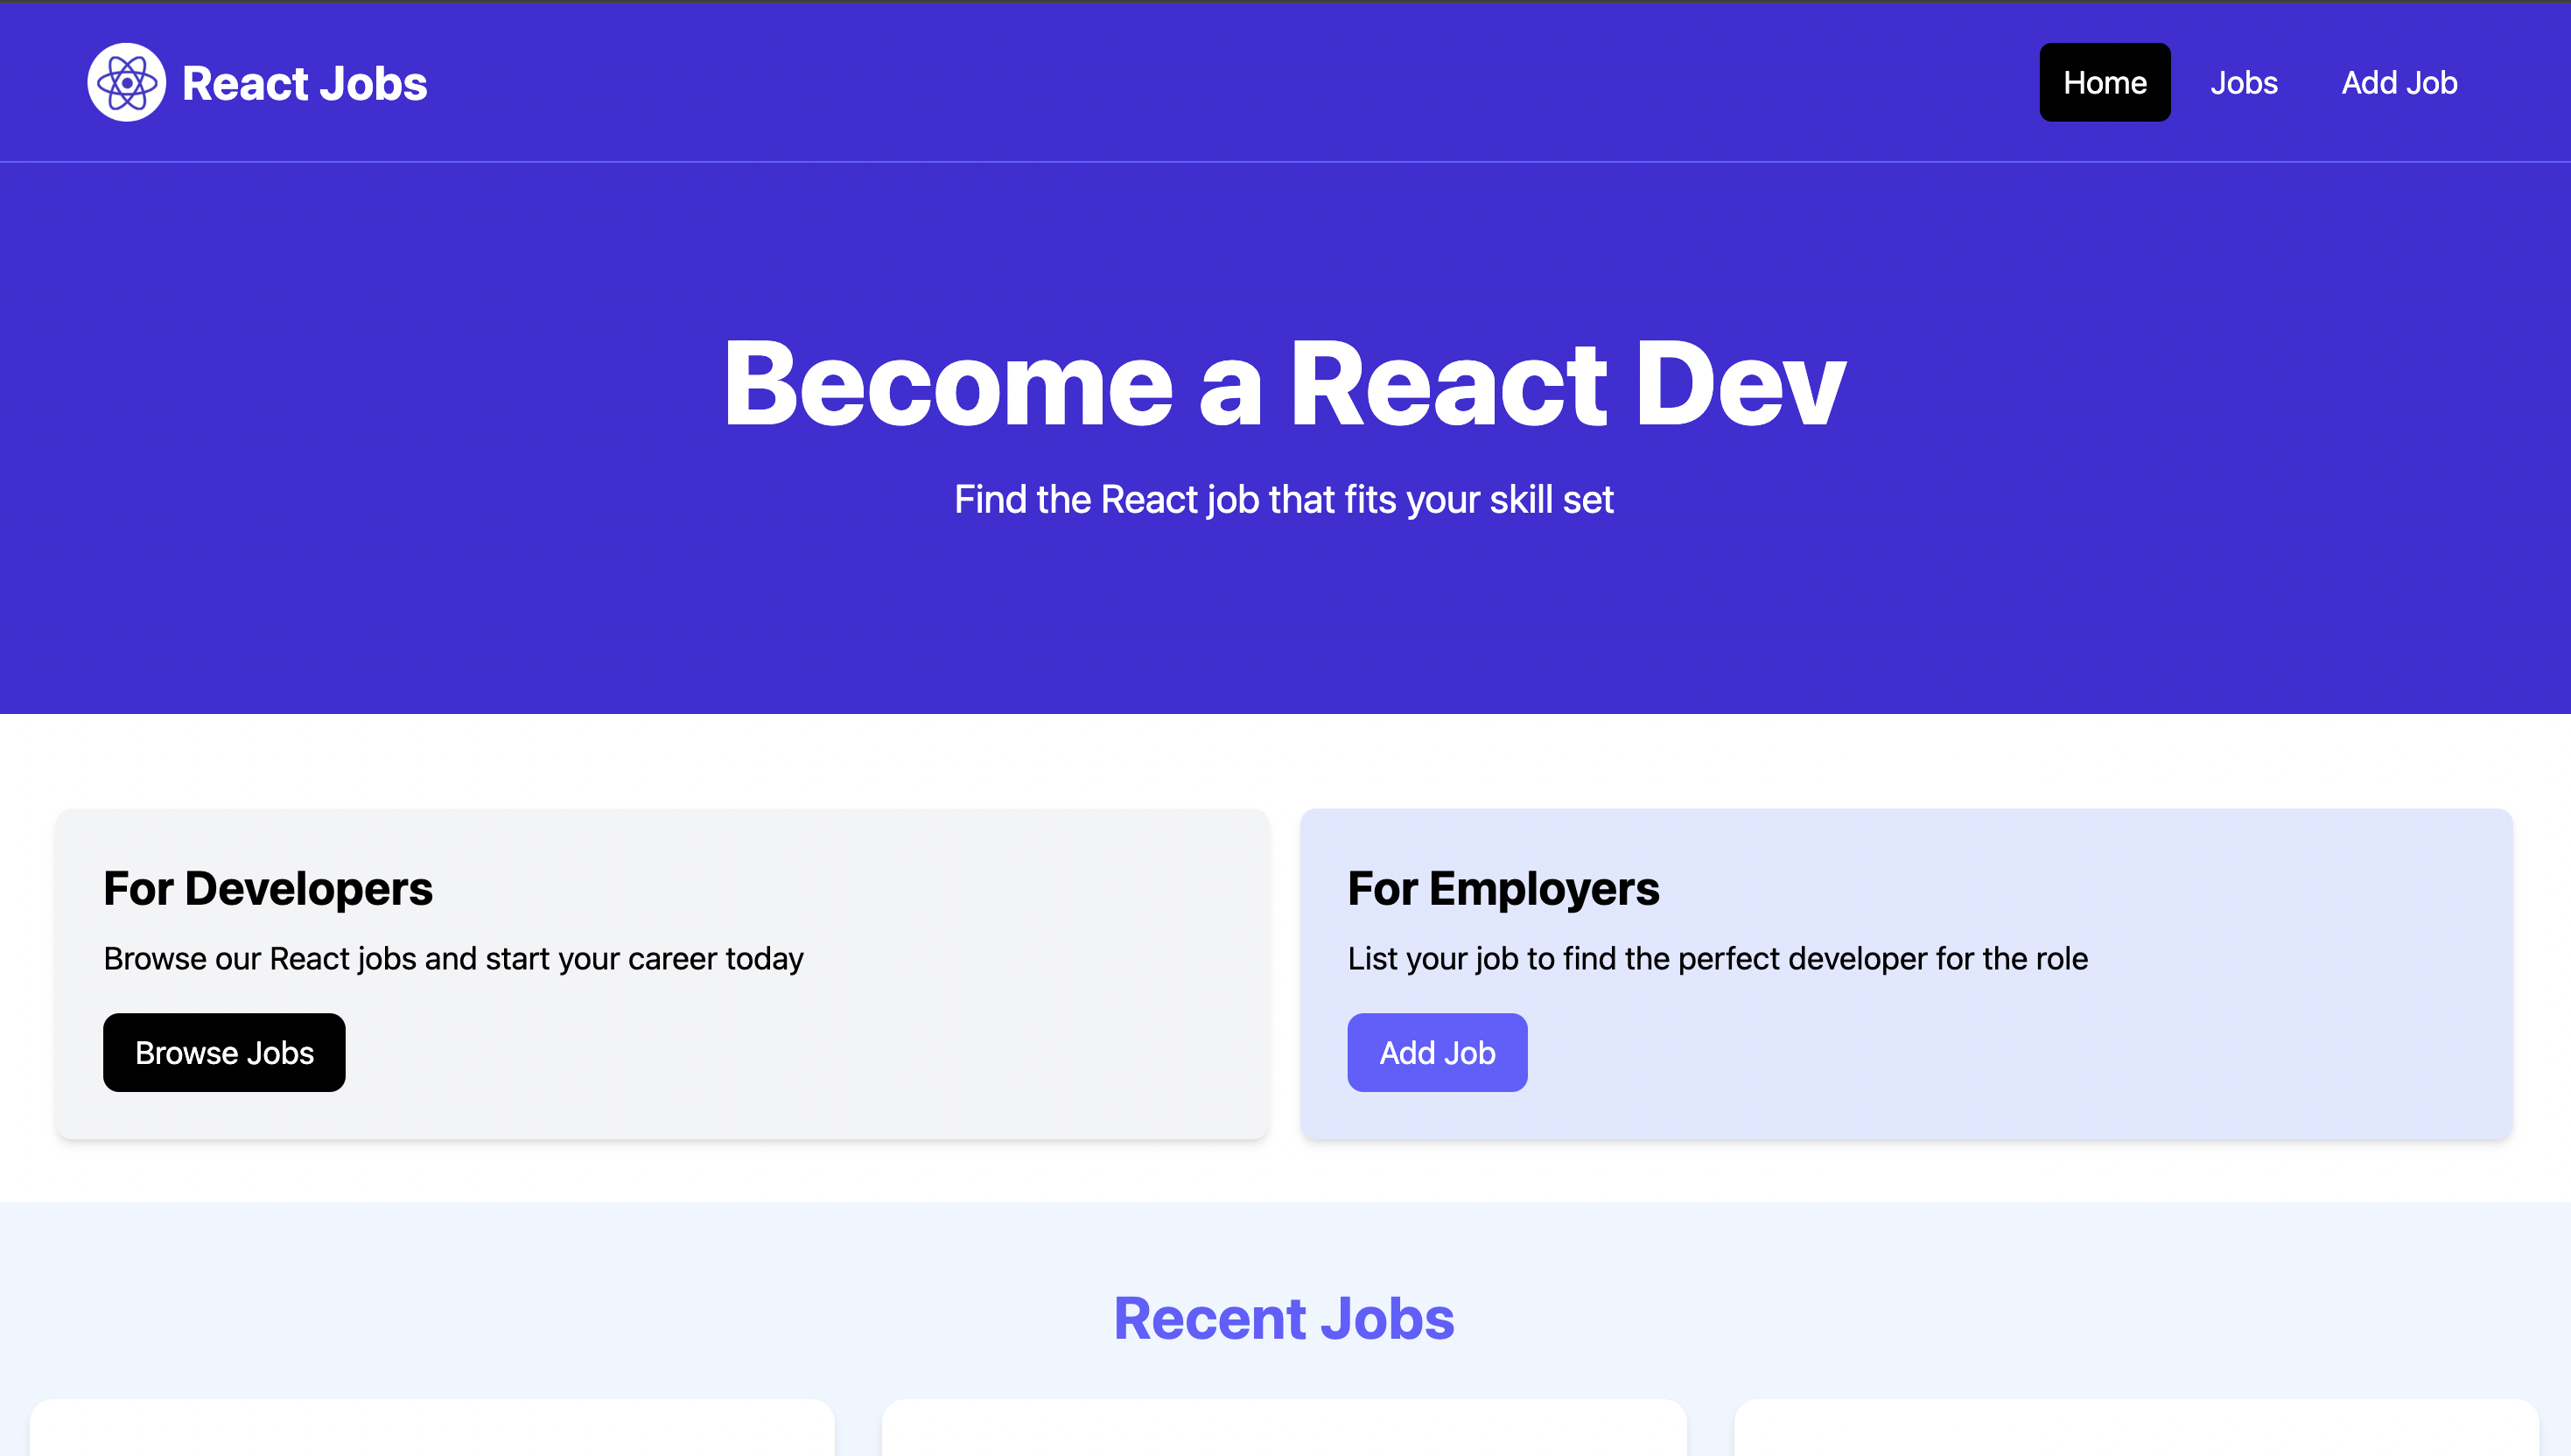 React Jobs
Home
Jobs
Add Job
Become a React Dev
Find the React job that fits your skill set
For Developers
Browse our React jobs and start your career today
Browse Jobs
For Employers
List your job to find the perfect developer for the role
Add Job
Recent Jobs